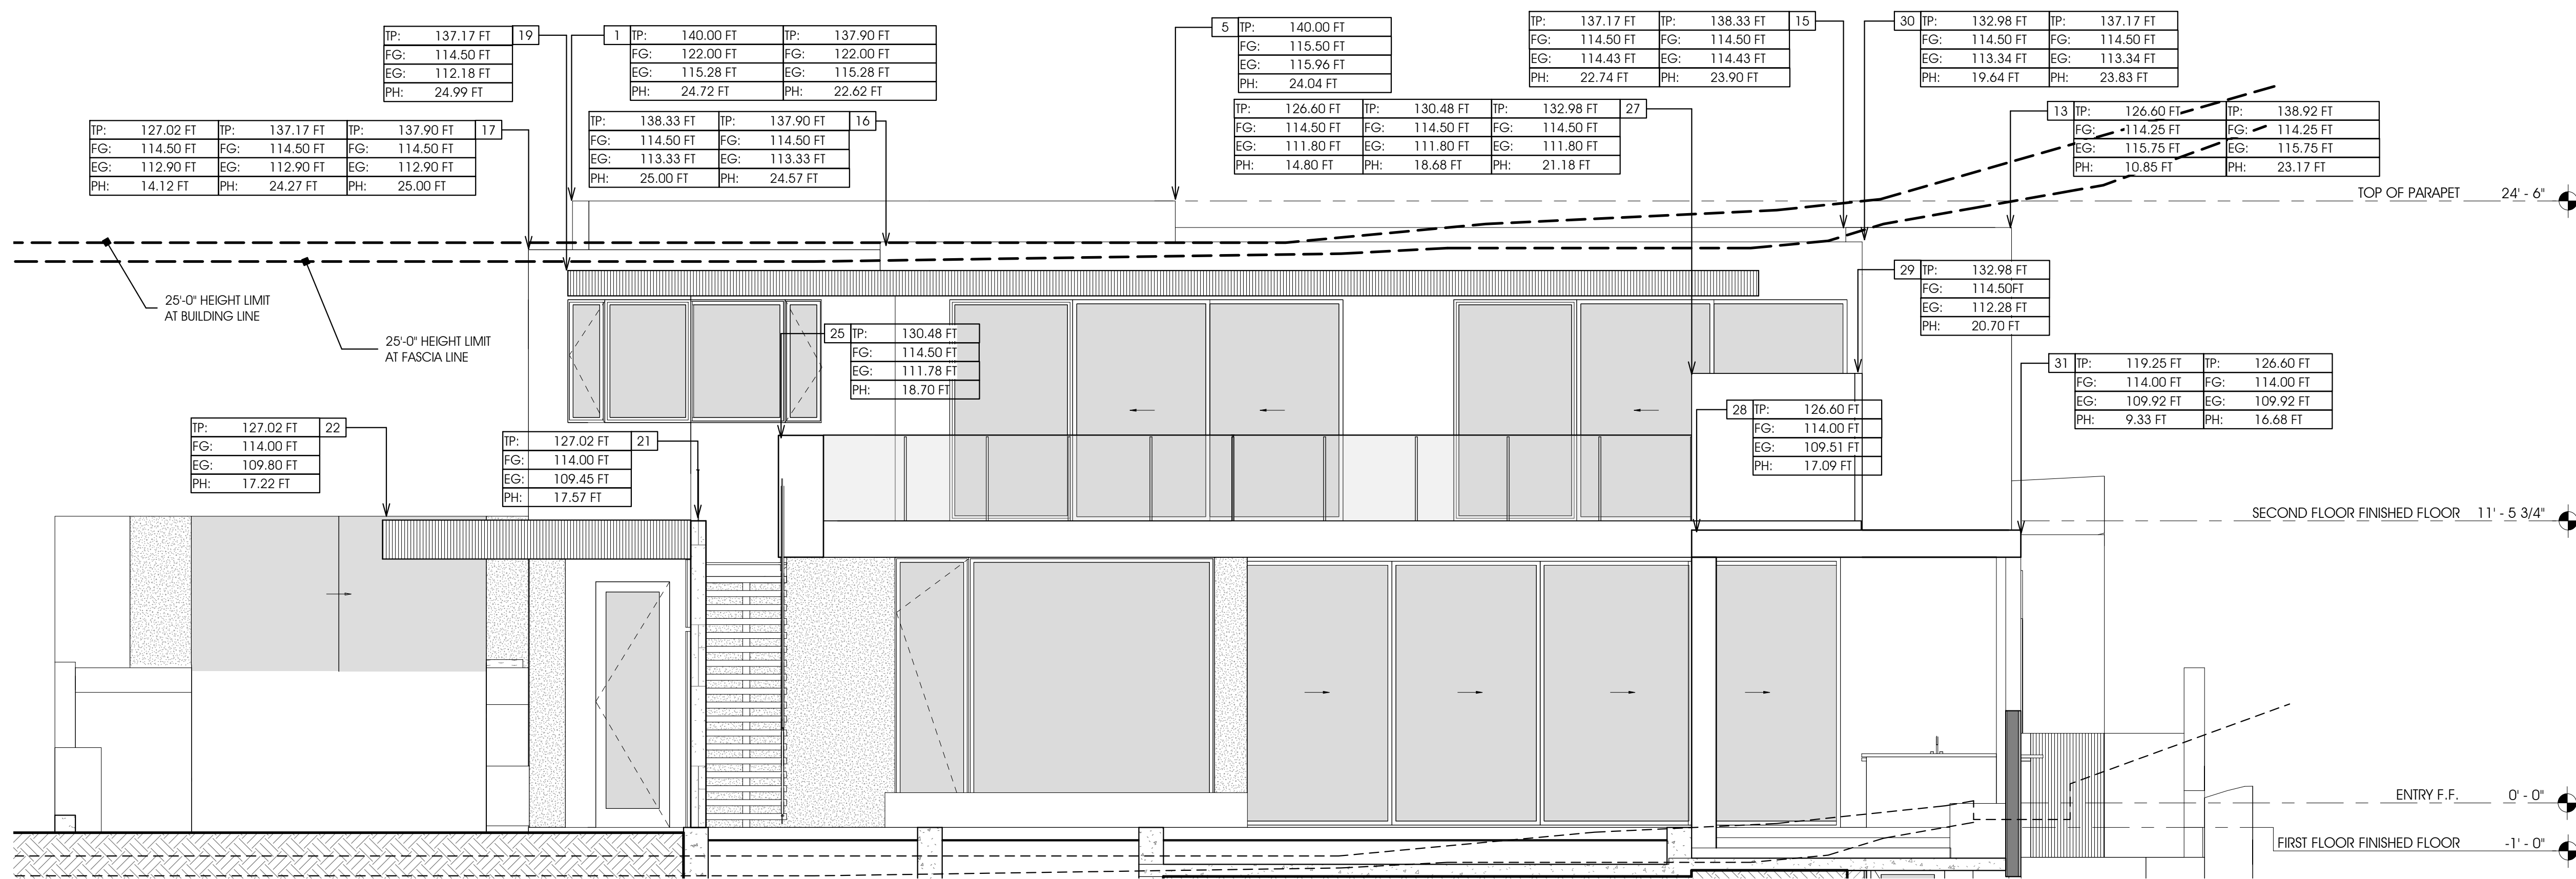 TP: 137.17 FT 19
FG: 114.50 FT
EG: 112.18 FT
PH: 24.99 FT
1 TP: 140.00 FT TP: 137.90 FT
FG: 122.00 FT FG: 122.00 FT
EG: 115.28 FT EG: 115.28 FT
PH: 24.72 FT PH: 22.62 FT
5 TP: 140.00 FT
FG: 115.50 FT
EG: 115.96 FT
PH: 24.04 FT
TP: 137.17 FT TP: 138.33 FT 15
FG: 114.50 FT FG: 114.50 FT
EG: 114.43 FT EG: 114.43 FT
PH: 22.74 FT PH: 23.90 FT
30 TP: 132.98 FT TP: 137.17 FT
FG: 114.50 FT FG: 114.50 FT
EG: 113.34 FT EG: 113.34 FT
PH: 19.64 FT PH: 23.83 FT
TP: 127.02 FT TP: 137.17 FT TP: 137.90 FT 17
FG: 114.50 FT FG: 114.50 FT FG: 114.50 FT
EG: 112.90 FT EG: 112.90 FT EG: 112.90 FT
PH: 14.12 FT PH: 24.27 FT PH: 25.00 FT
TP: 138.33 FT TP: 137.90 FT 16
FG: 114.50 FT FG: 114.50 FT
EG: 113.33 FT EG: 113.33 FT
PH: 25.00 FT PH: 24.57 FT
TP: 126.60 FT TP: 130.48 FT TP: 132.98 FT 27
FG: 114.50 FT FG: 114.50 FT FG: 114.50 FT
EG: 111.80 FT EG: 111.80 FT EG: 111.80 FT
PH: 14.80 FT PH: 18.68 FT PH: 21.18 FT
13 TP: 126.60 FT TP: 138.92 FT
FG: 114.25 FT FG: 114.25 FT
EG: 115.75 FT EG: 115.75 FT
PH: 10.85 FT PH: 23.17 FT
TOP OF PARAPET 24' - 6"
25'-0" HEIGHT LIMIT
AT BUILDING LINE
25'-0" HEIGHT LIMIT
AT FASCIA LINE
29 TP: 132.98 FT
FG: 114.50FT
EG: 112.28 FT
PH: 20.70 FT
25 TP: 130.48 FT
FG: 114.50 FT
EG: 111.78 FT
PH: 18.70 FT
31 TP: 119.25 FT TP: 126.60 FT
FG: 114.00 FT FG: 114.00 FT
EG: 109.92 FT EG: 109.92 FT
PH: 9.33 FT PH: 16.68 FT
28 TP: 126.60 FT
FG: 114.00 FT
EG: 109.51 FT
PH: 17.09 FT
TP: 127.02 FT 22
FG: 114.00 FT
EG: 109.80 FT
PH: 17.22 FT
TP: 127.02 FT 21
FG: 114.00 FT
EG: 109.45 FT
PH: 17.57 FT
SECOND FLOOR FINISHED FLOOR 11' - 5 3/4"
ENTRY F.F. 0' - 0"
FIRST FLOOR FINISHED FLOOR -1' - 0"